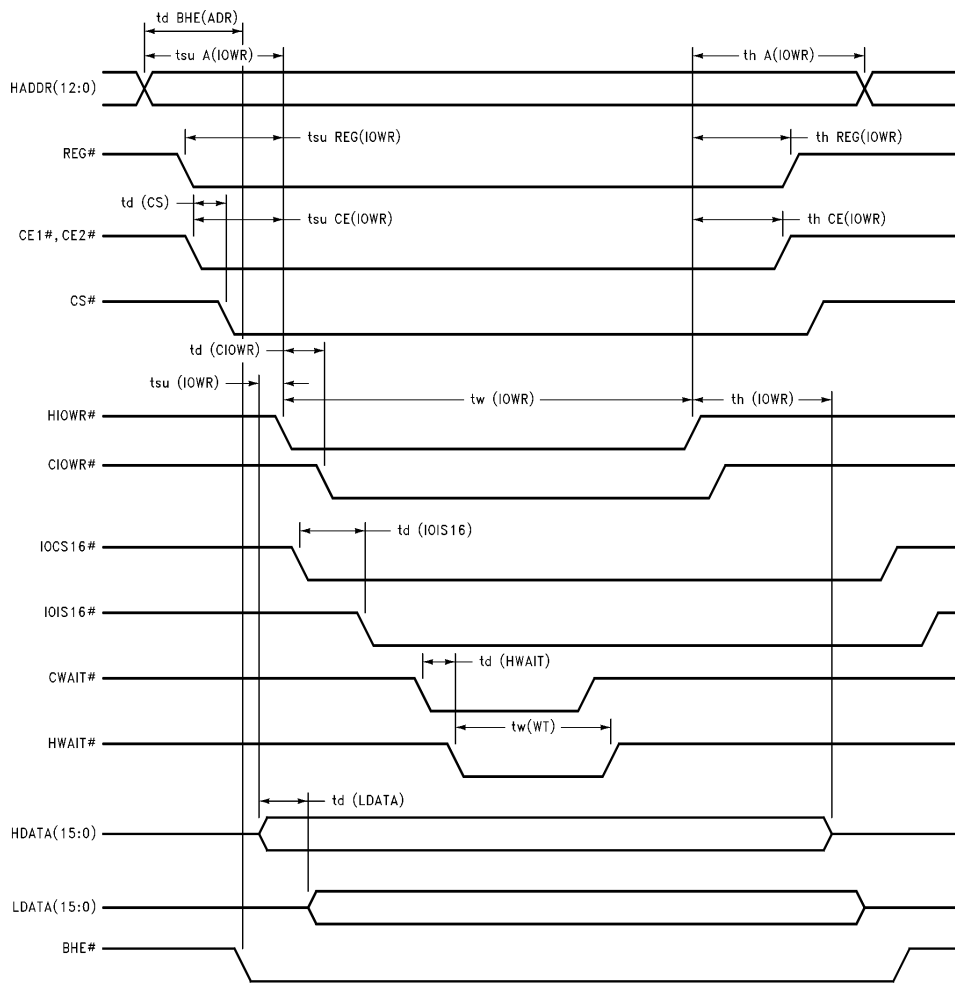 td BHE(ADR)
tsu A(IOWR)
th A(IOWR)
HADDR(12:0)
tsu REG(IOWR)
th REG(IOWR)
REG#
td (CS)
tsu CE(IOWR)
th CE(IOWR)
CE1#,CE2#
CS#
td (CIOWR)
tsu (IOWR)
tw (IOWR)
th (IOWR)
HIOWR#
CIOWR#
td (IOIS16)
IOCS16#
IOIS16#
td (HWAIT)
CWAIT#
tw(WT)
HWAIT#
td (LDATA)
HDATA(15:0)
LDATA(15:0)
BHE#